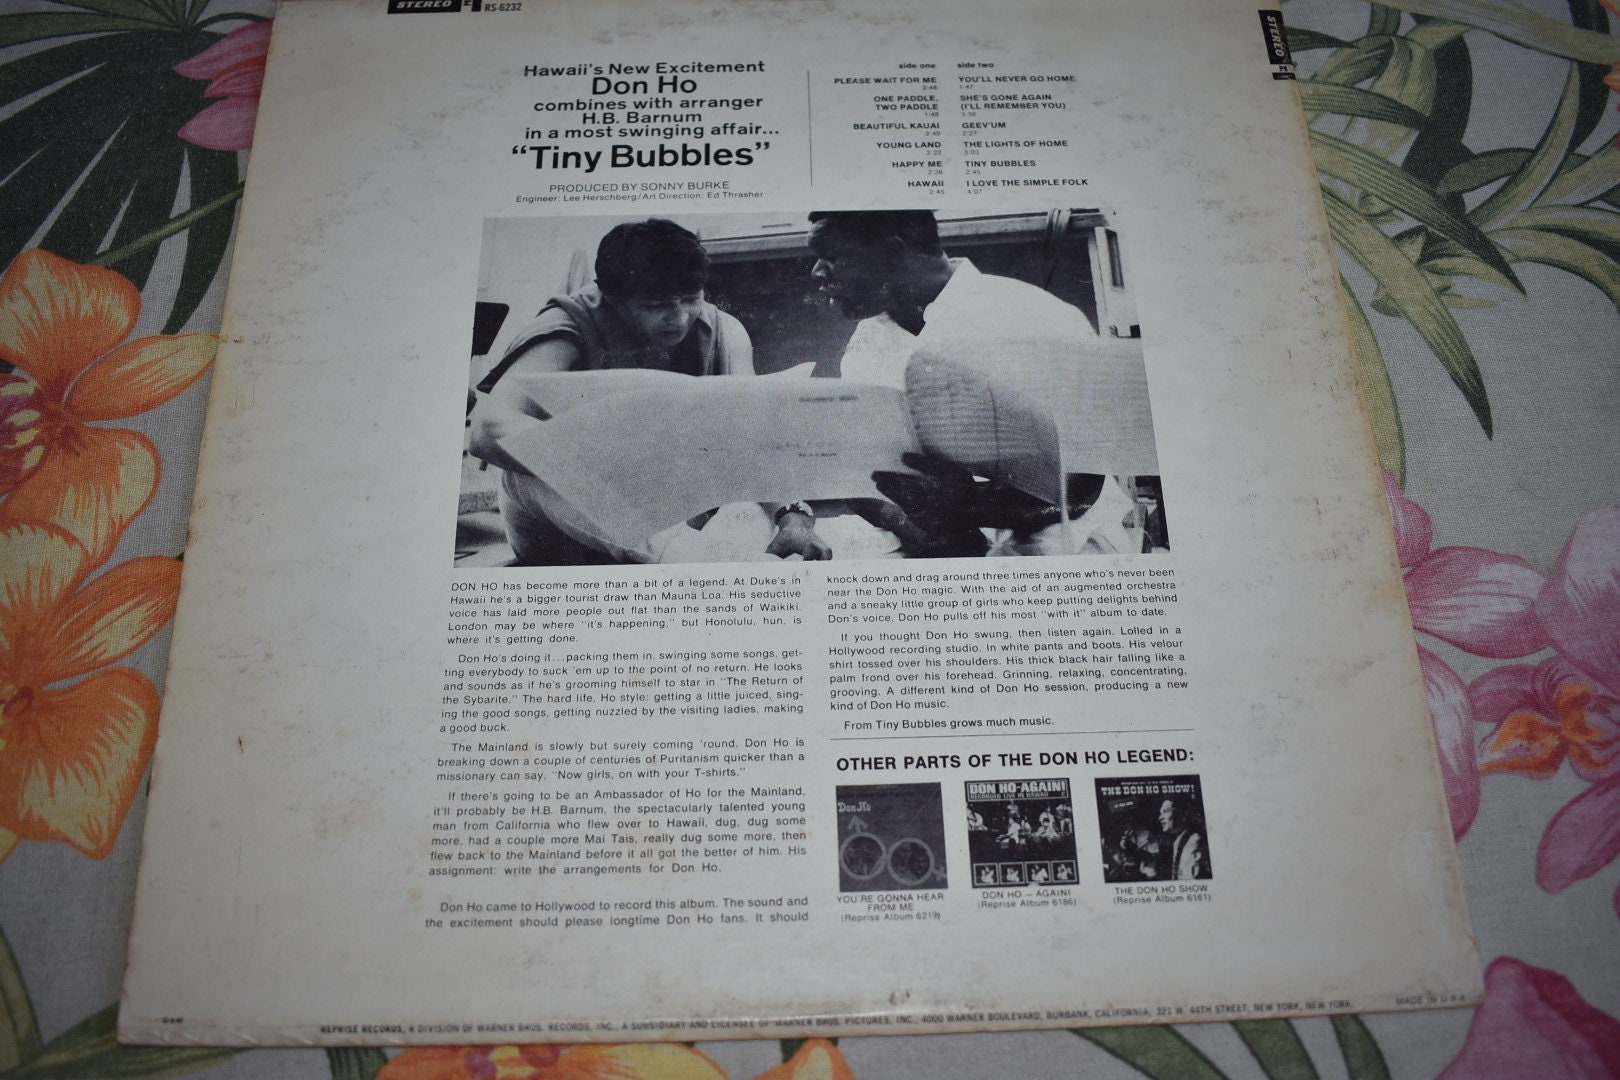 STEREO
RS-6232
STEREO
Hawaii's New Excitement
Don Ho
combines with arranger
H.B. Barnum
in a most swinging affair...
“Tiny Bubbles”
PRODUCED BY SONNY BURKE
Engineer: Lee Herschberg/Art Direction: Ed Thrasher
side one
PLEASE WAIT FOR ME
2:48
ONE PADDLE,
TWO PADDLE
1:48
BEAUTIFUL KAUAI
2:49
YOUNG LAND
2:22
HAPPY ME
2:36
HAWAII
2:45
side two
YOU'LL NEVER GO HOME
1:47
SHE'S GONE AGAIN
(I'LL REMEMBER YOU)
3:30
GEEV'UM
2:27
THE LIGHTS OF HOME
3:03
TINY BUBBLES
2:45
I LOVE THE SIMPLE FOLK
4:07
DON HO has become more than a bit of a legend. At Duke's in
Hawaii he's a bigger tourist draw than Mauna Loa. His seductive
voice has laid more people out flat than the sands of Waikiki.
London may be where "it's happening," but Honolulu, hun, is
where it's getting done.
Don Ho's doing it...packing them in, swinging some songs, get-
ting everybody to suck 'em up to the point of no return. He looks
and sounds as if he's grooming himself to star in "The Return of
the Sybarite." The hard life, Ho style: getting a little juiced, sing-
ing the good songs, getting nuzzled by the visiting ladies, making
a good buck.
The Mainland is slowly but surely coming 'round. Don Ho is
breaking down a couple of centuries of Puritanism quicker than a
missionary can say, "Now girls, on with your T-shirts."
If there's going to be an Ambassador of Ho for the Mainland,
it'll probably be H.B. Barnum, the spectacularly talented young
man from California who flew over to Hawaii, dug, dug some
more, had a couple more Mai Tais, really dug some more, then
flew back to the Mainland before it all got the better of him. His
assignment: write the arrangements for Don Ho.
Don Ho came to Hollywood to record this album. The sound and
the excitement should please longtime Don Ho fans. It should
knock down and drag around three times anyone who's never been
near the Don Ho magic. With the aid of an augmented orchestra
and a sneaky little group of girls who keep putting delights behind
Don's voice, Don Ho pulls off his most "with it" album to date.
If you thought Don Ho swung, then listen again. Lolled in a
Hollywood recording studio. In white pants and boots. His velour
shirt tossed over his shoulders. His thick black hair falling like a
palm frond over his forehead. Grinning, relaxing, concentrating,
grooving. A different kind of Don Ho session, producing a new
kind of Don Ho music.
From Tiny Bubbles grows much music.
OTHER PARTS OF THE DON HO LEGEND:
Don Ho
DON HO-AGAIN!
RECORDED LIVE IN HAWAII
THE DON HO SHOW!
YOU'RE GONNA HEAR
FROM ME
(Reprise Album 6219)
DON HO — AGAIN!
(Reprise Album 6186)
THE DON HO SHOW
(Reprise Album 6161)
REPRISE RECORDS, A DIVISION OF WARNER BROS. RECORDS, INC., A SUBSIDIARY AND LICENSEE OF WARNER BROS. PICTURES, INC., 4000 WARNER BOULEVARD, BURBANK, CALIFORNIA; 321 W. 44TH STREET, NEW YORK, NEW YORK.
MADE IN U.S.A.